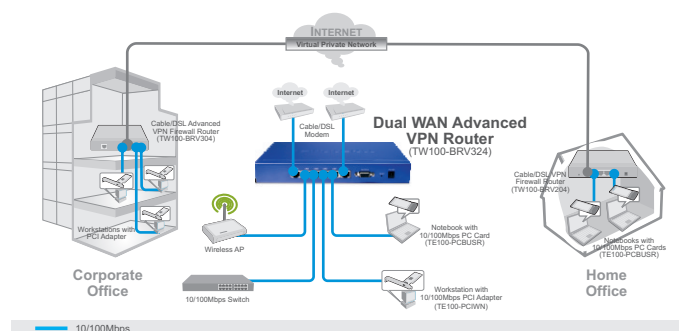 INTERNET
Virtual Private Network
Internet
Internet
Cable/DSL
Modem
Dual WAN Advanced
VPN Router
(TW100-BRV324)
Cable/DSL Advanced
VPN Firewall Router
(TW100-BRV304)
Workstations with
PCI Adapter
Corporate
Office
Wireless AP
10/100Mbps Switch
Notebook with
10/100Mbps PC Card
(TE100-PCBUSR)
Workstation with
10/100Mbps PCI Adapter
(TE100-PCIWN)
Cable/DSL VPN
Firewall Router
(TW100-BRV204)
Notebooks with
10/100Mbps PC Cards
(TE100-PCBUSR)
Home
Office
10/100Mbps